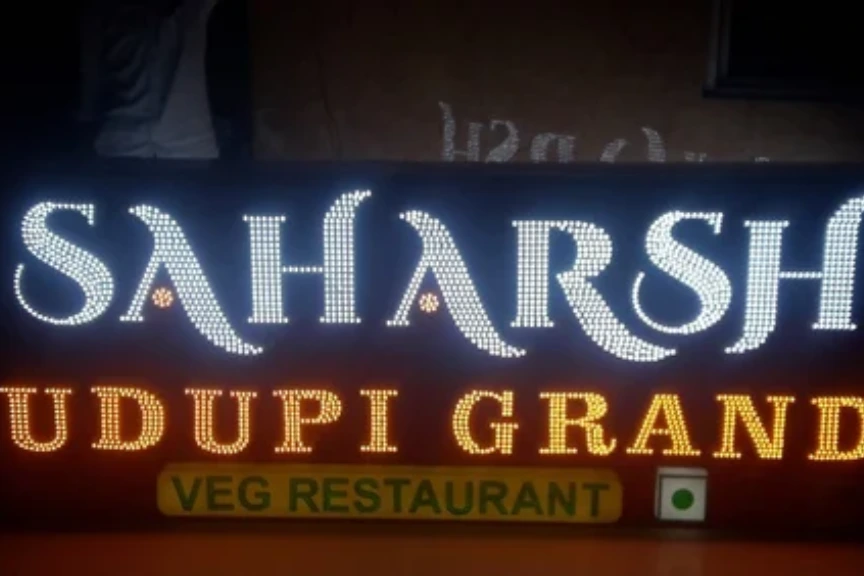 SAHARSH
UDUPI GRAND
VEG RESTAURANT